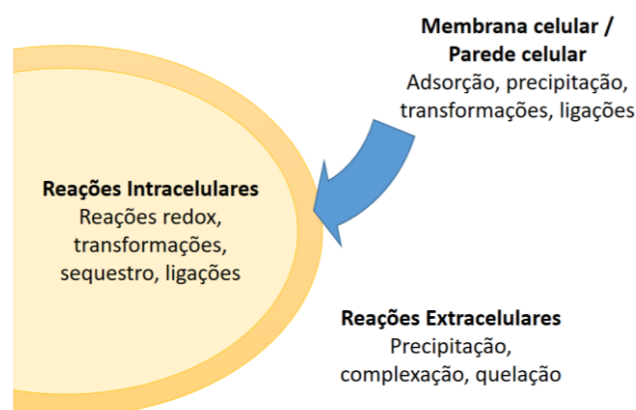 Membrana celular /
Parede celular
Adsorção, precipitação,
transformações, ligações
Reações Intracelulares
Reações redox,
transformações,
sequestro, ligações
Reações Extracelulares
Precipitação,
complexação, quelação